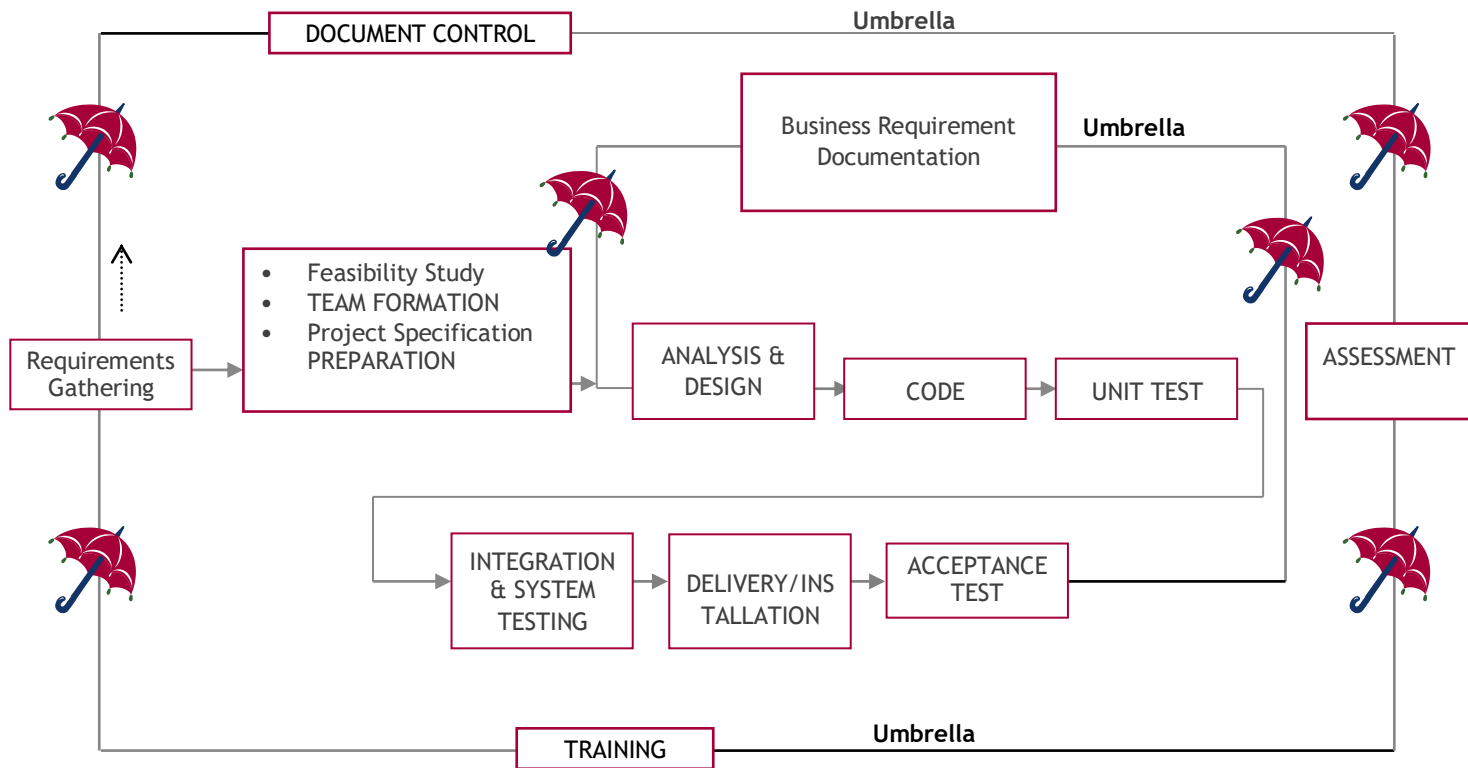 Umbrella
DOCUMENT CONTROL
Business Requirement
Documentation
Umbrella
• Feasibility Study
• TEAM FORMATION
• Project Specification
PREPARATION
Requirements
Gathering
ANALYSIS &
DESIGN
CODE
UNIT TEST
ASSESSMENT
INTEGRATION
& SYSTEM
TESTING
DELIVERY/INS
TALLATION
ACCEPTANCE
TEST
Umbrella
TRAINING